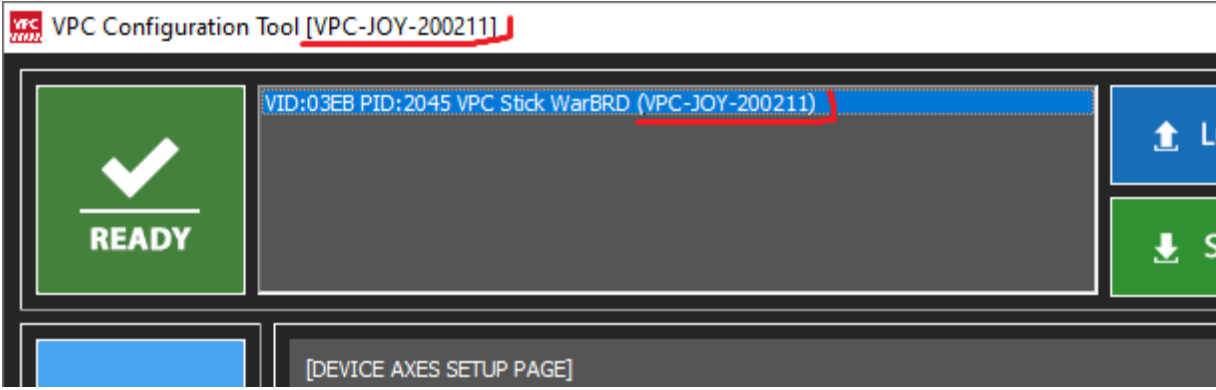 VPC
VPC Configuration Tool [VPC-JOY-200211]
VID:03EB PID:2045 VPC Stick WarBRD (VPC-JOY-200211)
READY
[DEVICE AXES SETUP PAGE]